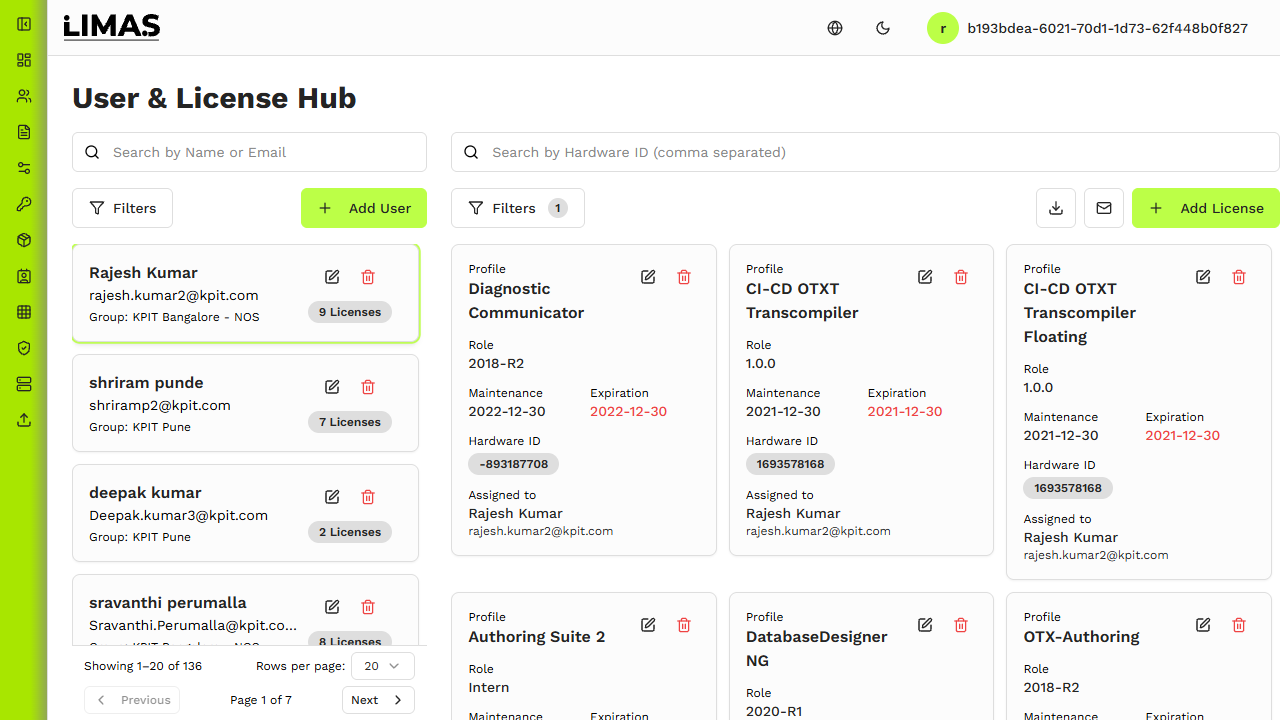 LIMAS
r
b193bdea-6021-70d1-1d73-62f448b0f827
User & License Hub
Search by Name or Email
Filters
Add User
Rajesh Kumar
rajesh.kumar2@kpit.com
Group: KPIT Bangalore - NOS
9 Licenses
shriram punde
shriramp2@kpit.com
Group: KPIT Pune
7 Licenses
deepak kumar
Deepak.kumar3@kpit.com
Group: KPIT Pune
2 Licenses
sravanthi perumalla
Sravanthi.Perumalla@kpit.co...
8 Licenses
Showing 1–20 of 136
Rows per page:
20
Previous
Page 1 of 7
Next
Search by Hardware ID (comma separated)
Filters
1
Add License
Profile
Diagnostic
Communicator
Role
2018-R2
Maintenance
Expiration
2022-12-30
2022-12-30
Hardware ID
-893187708
Assigned to
Rajesh Kumar
rajesh.kumar2@kpit.com
Profile
CI-CD OTXT
Transcompiler
Role
1.0.0
Maintenance
Expiration
2021-12-30
2021-12-30
Hardware ID
1693578168
Assigned to
Rajesh Kumar
rajesh.kumar2@kpit.com
Profile
CI-CD OTXT
Transcompiler
Floating
Role
1.0.0
Maintenance
Expiration
2021-12-30
2021-12-30
Hardware ID
1693578168
Assigned to
Rajesh Kumar
rajesh.kumar2@kpit.com
Profile
Authoring Suite 2
Role
Intern
Maintenance
Expiration
Profile
DatabaseDesigner
NG
Role
2020-R1
Profile
OTX-Authoring
Role
2018-R2
Maintenance
Expiration